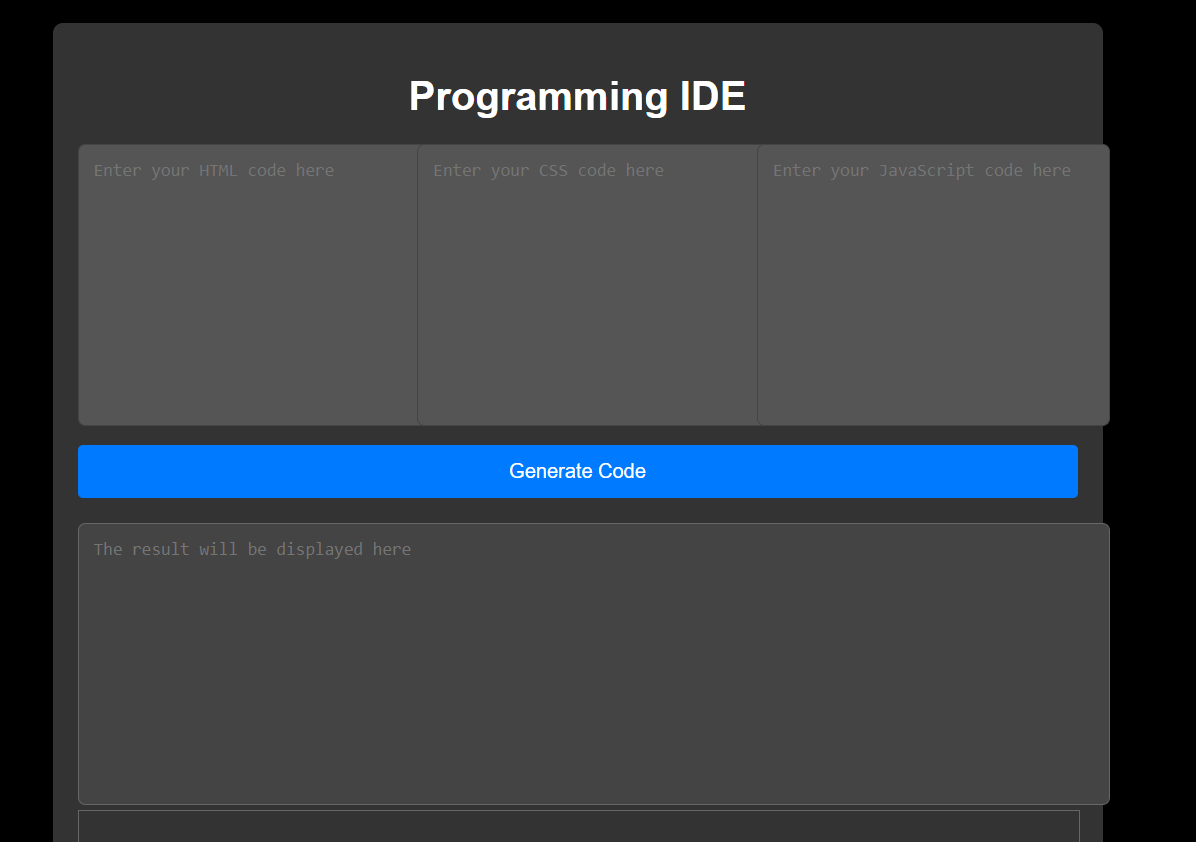 Programming IDE
Enter your HTML code here
Enter your CSS code here
Enter your JavaScript code here
Generate Code
The result will be displayed here